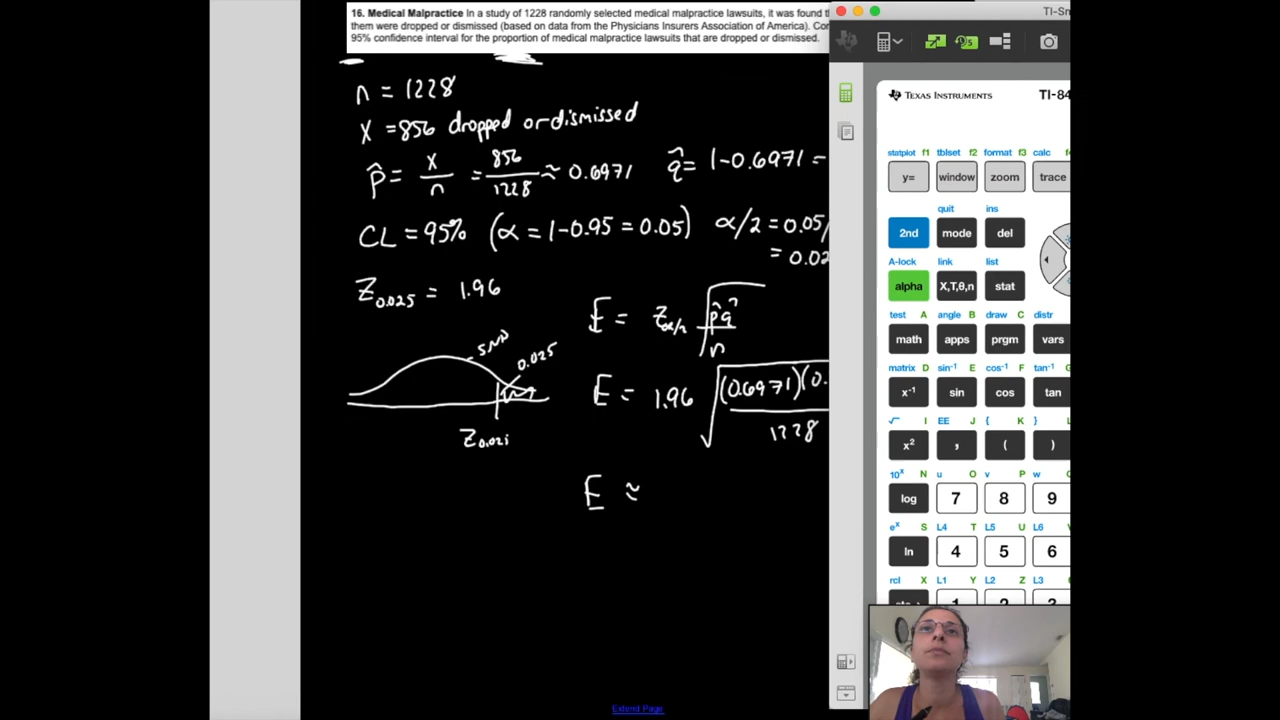 16. Medical Malpractice In a study of 1228 randomly selected medical malpractice lawsuits, it was found t
them were dropped or dismissed (based on data from the Physicians Insurers Association of America). Co
95% confidence interval for the proportion of medical malpractice lawsuits that are dropped or dismissed.
n = 1228
X = 856 dropped or dismissed
p̂ = x/n = 856/1228 ≈ 0.6971 q̂ = 1-0.6971 =
CL = 95% (α = 1-0.95 = 0.05) α/2 = 0.05/
= 0.02
Z0.025 = 1.96
E = Zα/2 √p̂q̂/n
SND
0.025
E = 1.96 √(0.6971)(0./1228
E ≈
Extend Page
TI-Sm
TEXAS INSTRUMENTS TI-84
statplot f1 tblset f2 format f3 calc f
y= window zoom trace
quit ins
2nd mode del
A-lock link list
alpha X,T,θ,n stat
test A angle B draw C distr
math apps prgm vars
matrix D sin⁻¹ E cos⁻¹ F tan⁻¹
x⁻¹ sin cos tan
√ I EE J { K } L
x² , ( )
10ˣ N u O v P w
log 7 8 9
eˣ S L4 T L5 U L6
ln 4 5 6
rcl X L1 Y L2 Z L3